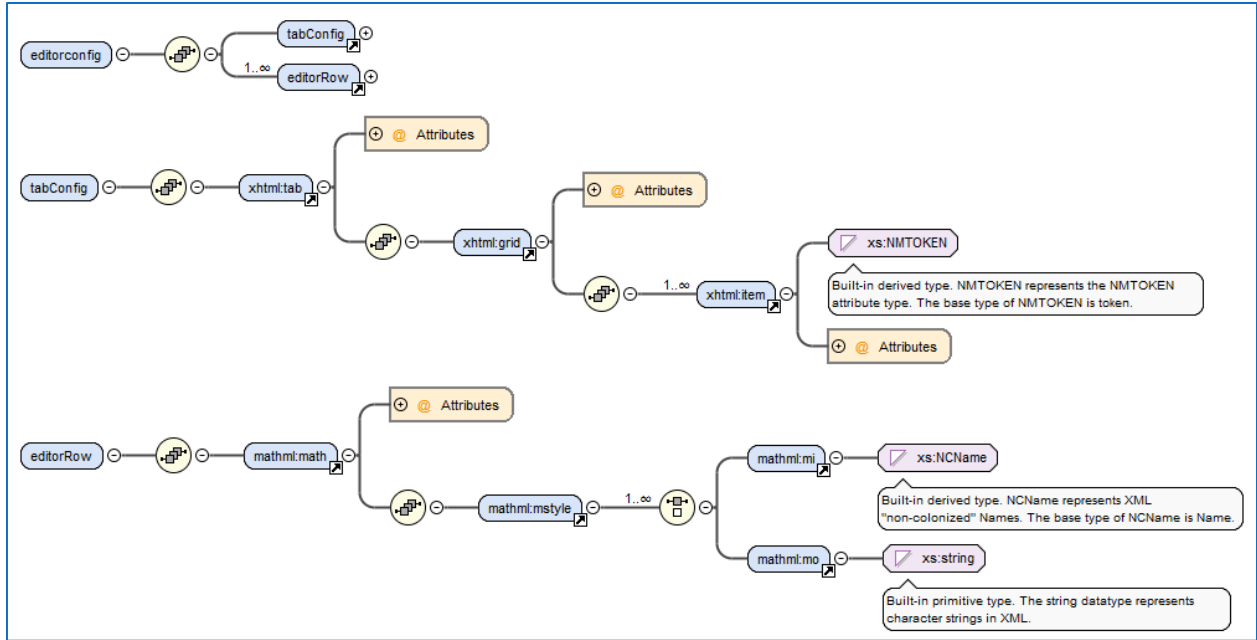 tabConfig
editorconfig
1..∞
editorRow
@ Attributes
tabConfig
xhtml:tab
@ Attributes
xhtml:grid
xs:NMTOKEN
1..∞
xhtml:item
Built-in derived type. NMTOKEN represents the NMTOKEN
attribute type. The base type of NMTOKEN is token.
@ Attributes
@ Attributes
editorRow
mathml:math
mathml:mi
xs:NCName
1..∞
mathml:mstyle
Built-in derived type. NCName represents XML
"non-colonized" Names. The base type of NCName is Name.
mathml:mo
xs:string
Built-in primitive type. The string datatype represents
character strings in XML.